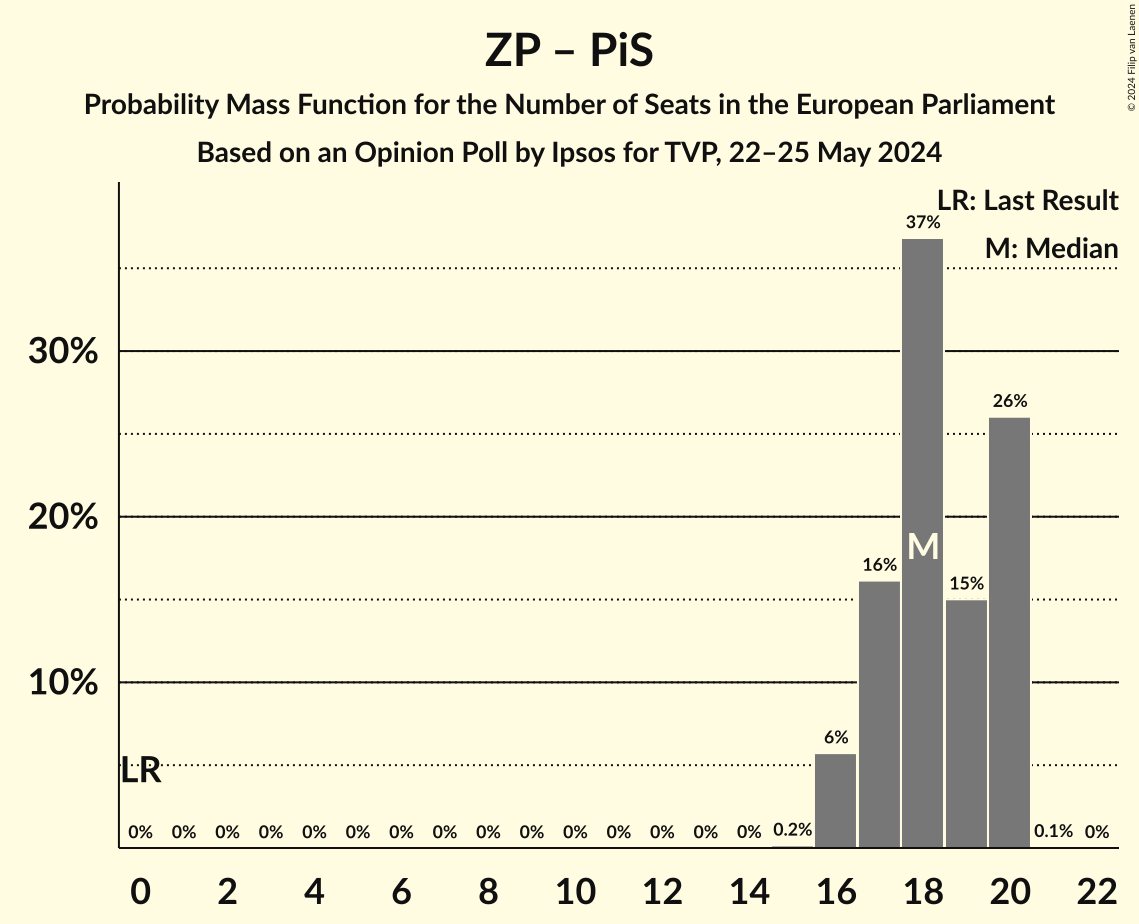 ZP – PiS
Probability Mass Function for the Number of Seats in the European Parliament
Based on an Opinion Poll by Ipsos for TVP, 22–25 May 2024
© 2024 Filip van Laenen
LR: Last Result
M: Median
37%
30%
26%
20%
M
16%
15%
10%
6%
LR
0% 0% 0% 0% 0% 0% 0% 0% 0% 0% 0% 0% 0% 0% 0% 0.2% 0.1% 0%
0 2 4 6 8 10 12 14 16 18 20 22